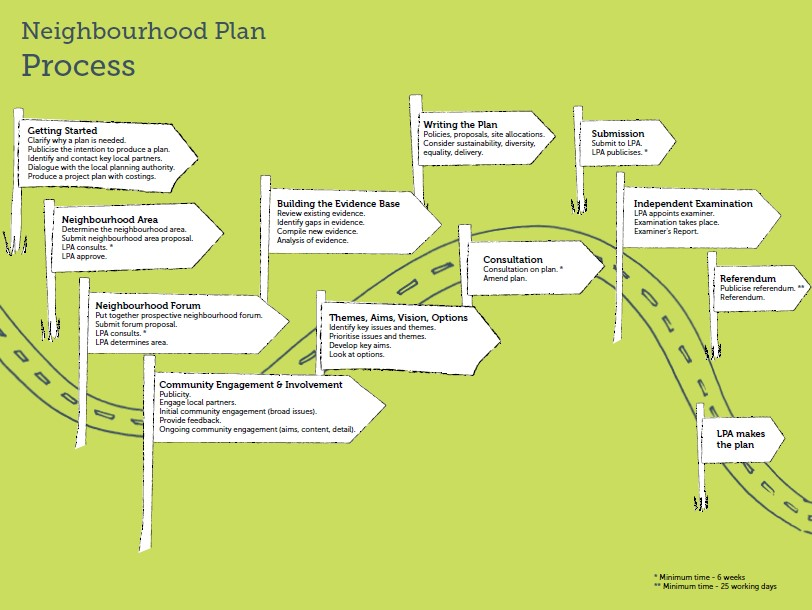 Neighbourhood Plan
Process
Getting Started
Clarify why a plan is needed.
Publicise the intention to produce a plan.
Identify and contact key local partners.
Dialogue with the local planning authority.
Produce a project plan with costings.
Neighbourhood Area
Determine the neighbourhood area.
Submit neighbourhood area proposal.
LPA consults. *
LPA approve.
Neighbourhood Forum
Put together prospective neighbourhood forum.
Submit forum proposal.
LPA consults. *
LPA determines area.
Community Engagement & Involvement
Publicity.
Engage local partners.
Initial community engagement (broad issues).
Provide feedback.
Ongoing community engagement (aims, content, detail).
Building the Evidence Base
Review existing evidence.
Identify gaps in evidence.
Compile new evidence.
Analysis of evidence.
Themes, Aims, Vision, Options
Identify key issues and themes.
Prioritise issues and themes.
Develop key aims.
Look at options.
Writing the Plan
Policies, proposals, site allocations.
Consider sustainability, diversity,
equality, delivery.
Consultation
Consultation on plan. *
Amend plan.
Submission
Submit to LPA.
LPA publicises. *
Independent Examination
LPA appoints examiner.
Examination takes place.
Examiner's Report.
Referendum
Publicise referendum. **
Referendum.
LPA makes
the plan
* Minimum time - 6 weeks
** Minimum time - 25 working days